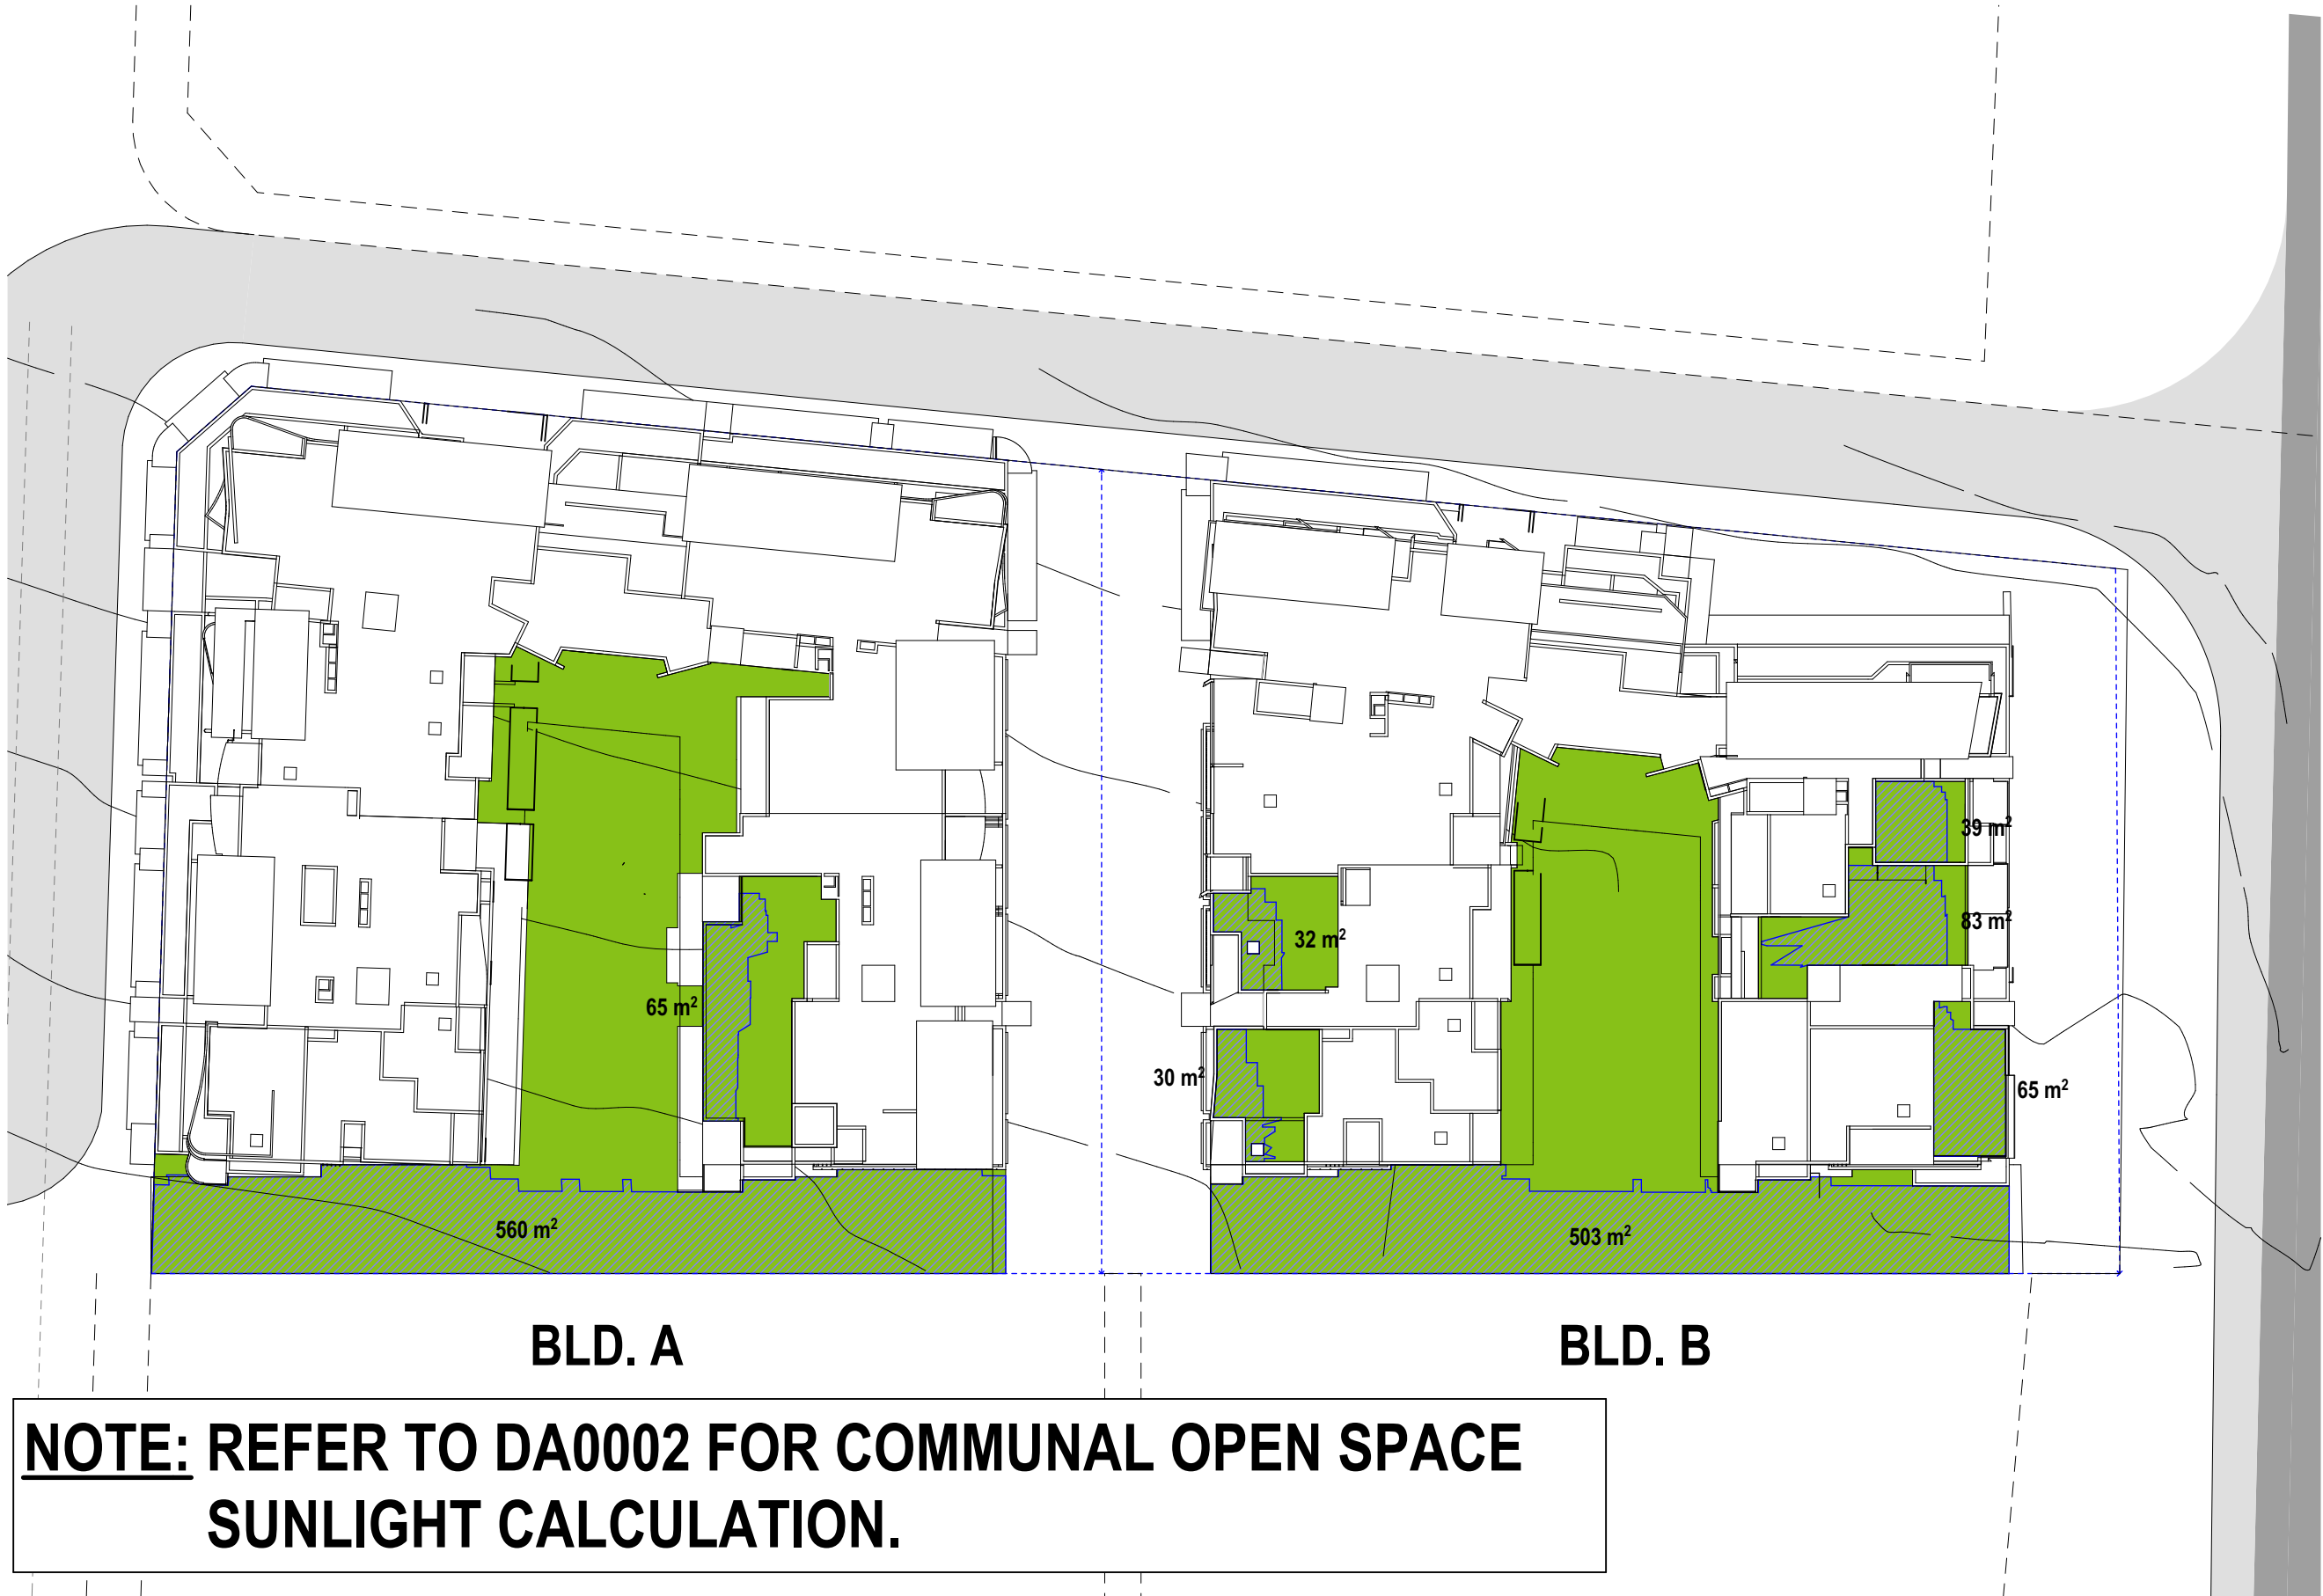 39 m²
83 m²
32 m²
65 m²
30 m²
65 m²
560 m²
503 m²
BLD. A
BLD. B
NOTE: REFER TO DA0002 FOR COMMUNAL OPEN SPACE
SUNLIGHT CALCULATION.